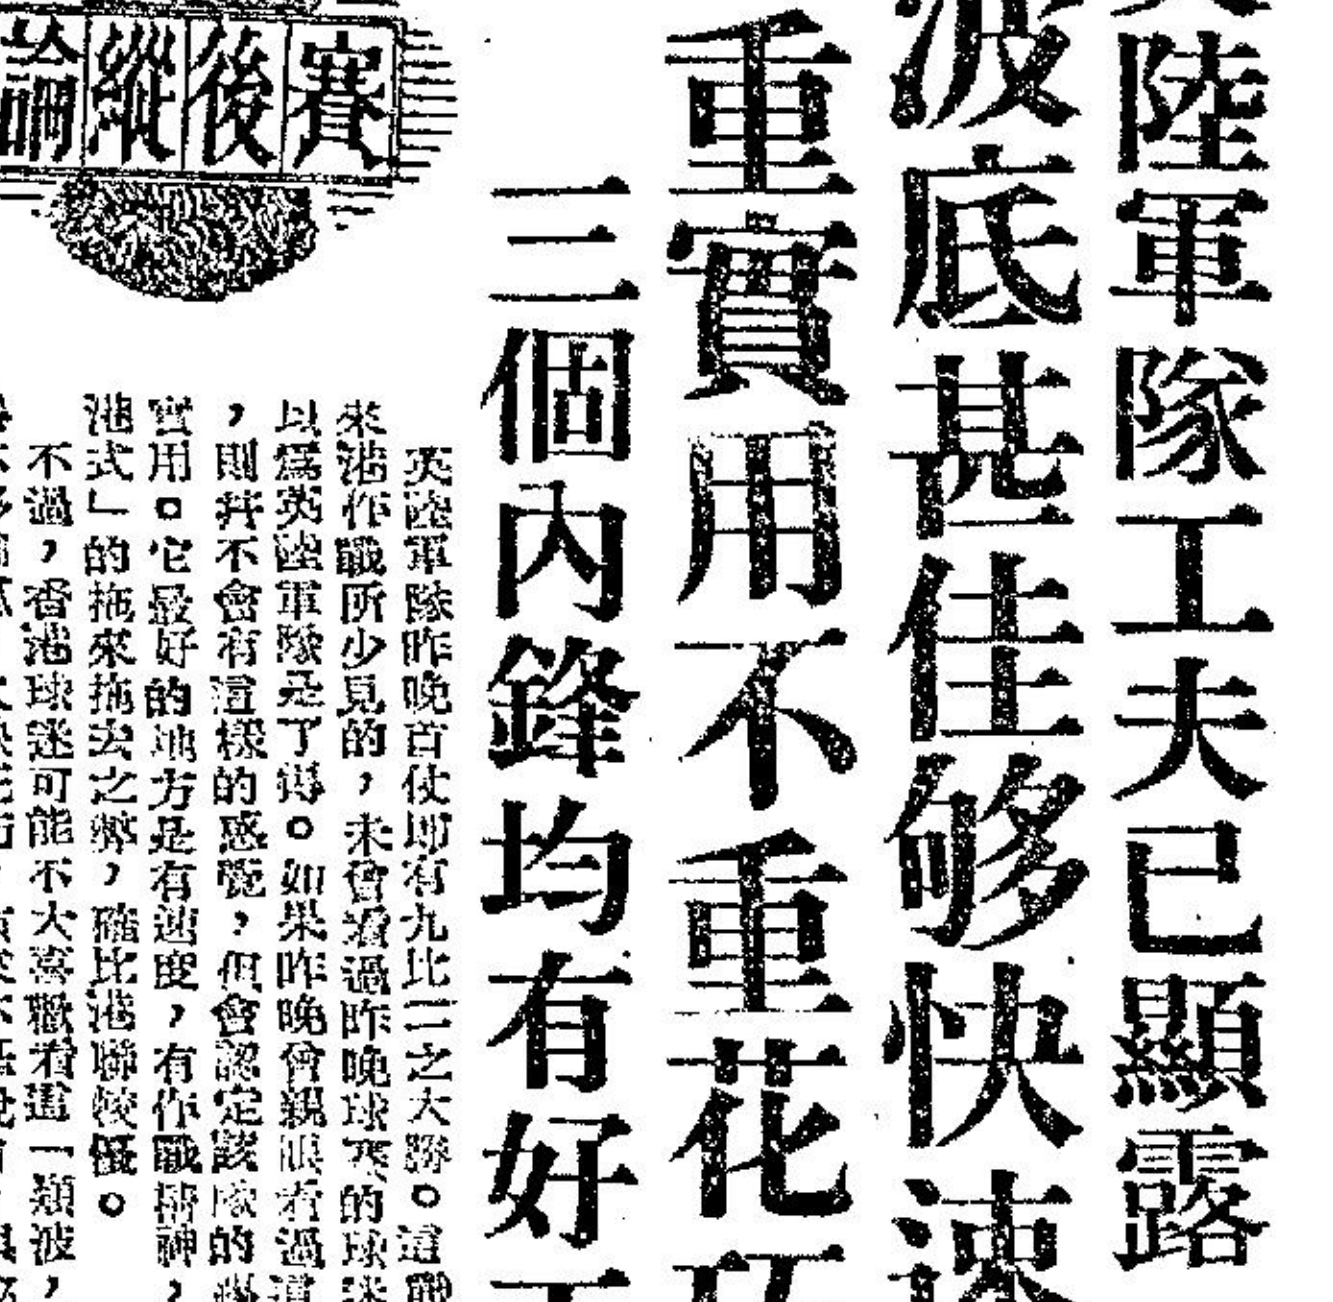 陸軍隊工夫已顯露
波底甚佳够快速
重實用不重花巧
三個內鋒均有好
賽後縱論
英陸軍隊昨晚首仗即有九比三之大勝。這戰
來港作戰所少見的,未曾看過昨晚球賽的球迷
以爲英陸軍隊是了得。如果昨晚曾親眼看過這
,則幷不會有這樣的感覺,但會認定該隊的
實用。它最好的地方是有速度,有作戰精神,
港式」的拖來拖去之弊,確比港聯較優。
不過,香港球迷可能不大喜歡看這一類波,